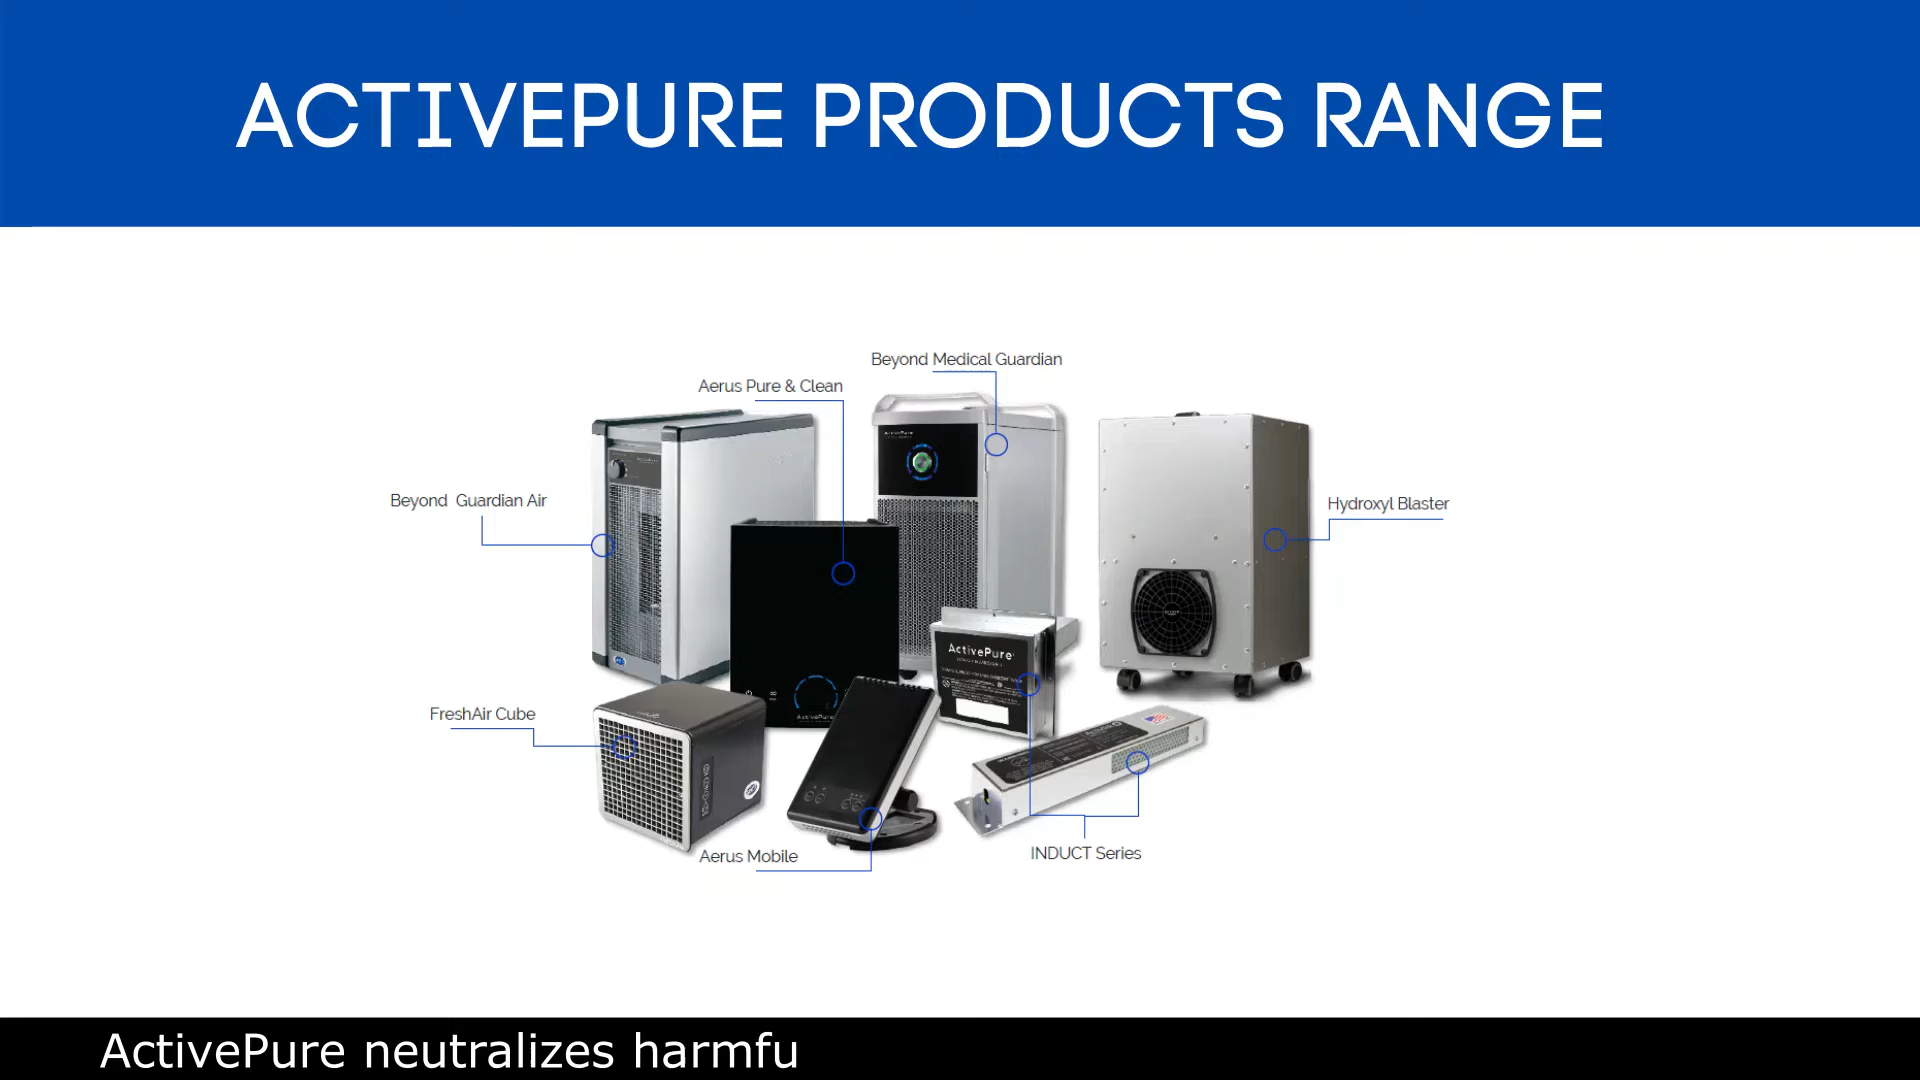 ACTIVEPURE PRODUCTS RANGE
Beyond Medical Guardian
Aerus Pure & Clean
Beyond Guardian Air
Hydroxyl Blaster
ActivePure
FreshAir Cube
ActivePure
Aerus Mobile
INDUCT Series
ActivePure neutralizes harmfu